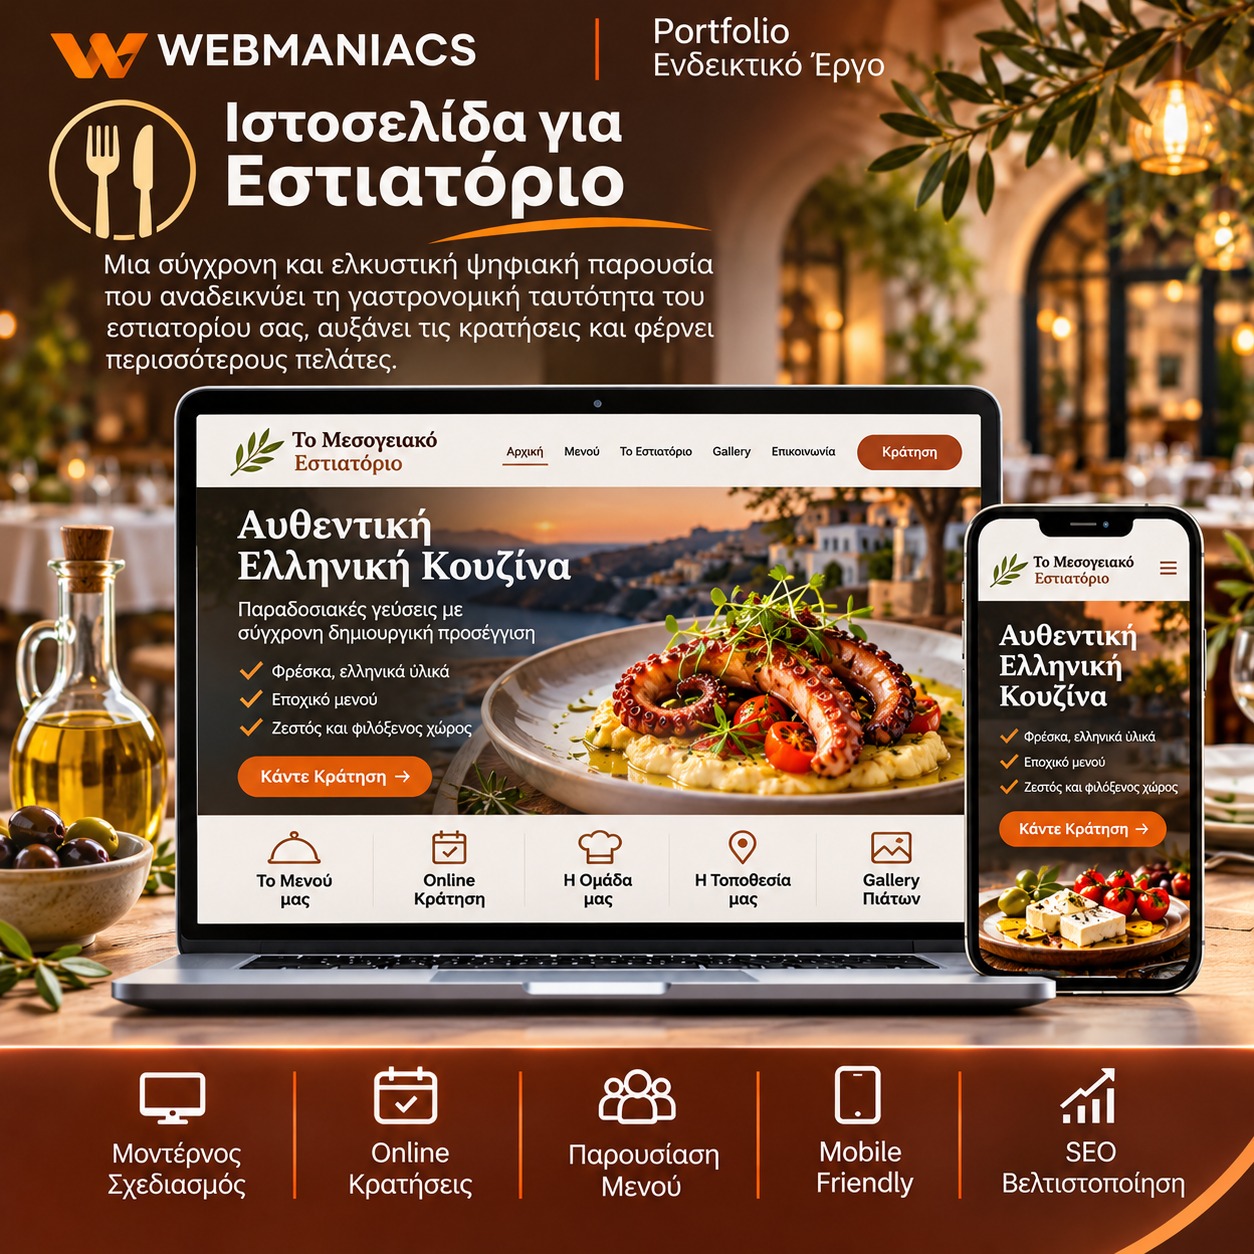 WEBMANIACS
Portfolio
Ενδεικτικό Έργο
Ιστοσελίδα για
Εστιατόριο
Μια σύγχρονη και ελκυστική ψηφιακή παρουσία
που αναδεικνύει τη γαστρονομική ταυτότητα του
εστιατορίου σας, αυξάνει τις κρατήσεις και φέρνει
περισσότερους πελάτες.
Το Μεσογειακό
Εστιατόριο
Αρχική Μενού Το Εστιατόριο Gallery Επικοινωνία Κράτηση
Αυθεντική
Ελληνική Κουζίνα
Παραδοσιακές γεύσεις με
σύγχρονη δημιουργική προσέγγιση
Φρέσκα, ελληνικά ὑλικά
Εποχικό μενού
Ζεστός και φιλόξενος χώρος
Κάντε Κράτηση →
Το Μενού
μας
Online
Κράτηση
Η Ομάδα
μας
Η Τοποθεσία
μας
Gallery
Πιάτων
Το Μεσογειακό
Εστιατόριο
Αυθεντική
Ελληνική
Κουζίνα
Φρέσκα, ελληνικά ὑλικά
Εποχικό μενού
Ζεστός και φιλόξενος χώρος
Κάντε Κράτηση →
Μοντέρνος
Σχεδιασμός
Online
Κρατήσεις
Παρουσίαση
Μενού
Mobile
Friendly
SEO
Βελτιστοποίηση